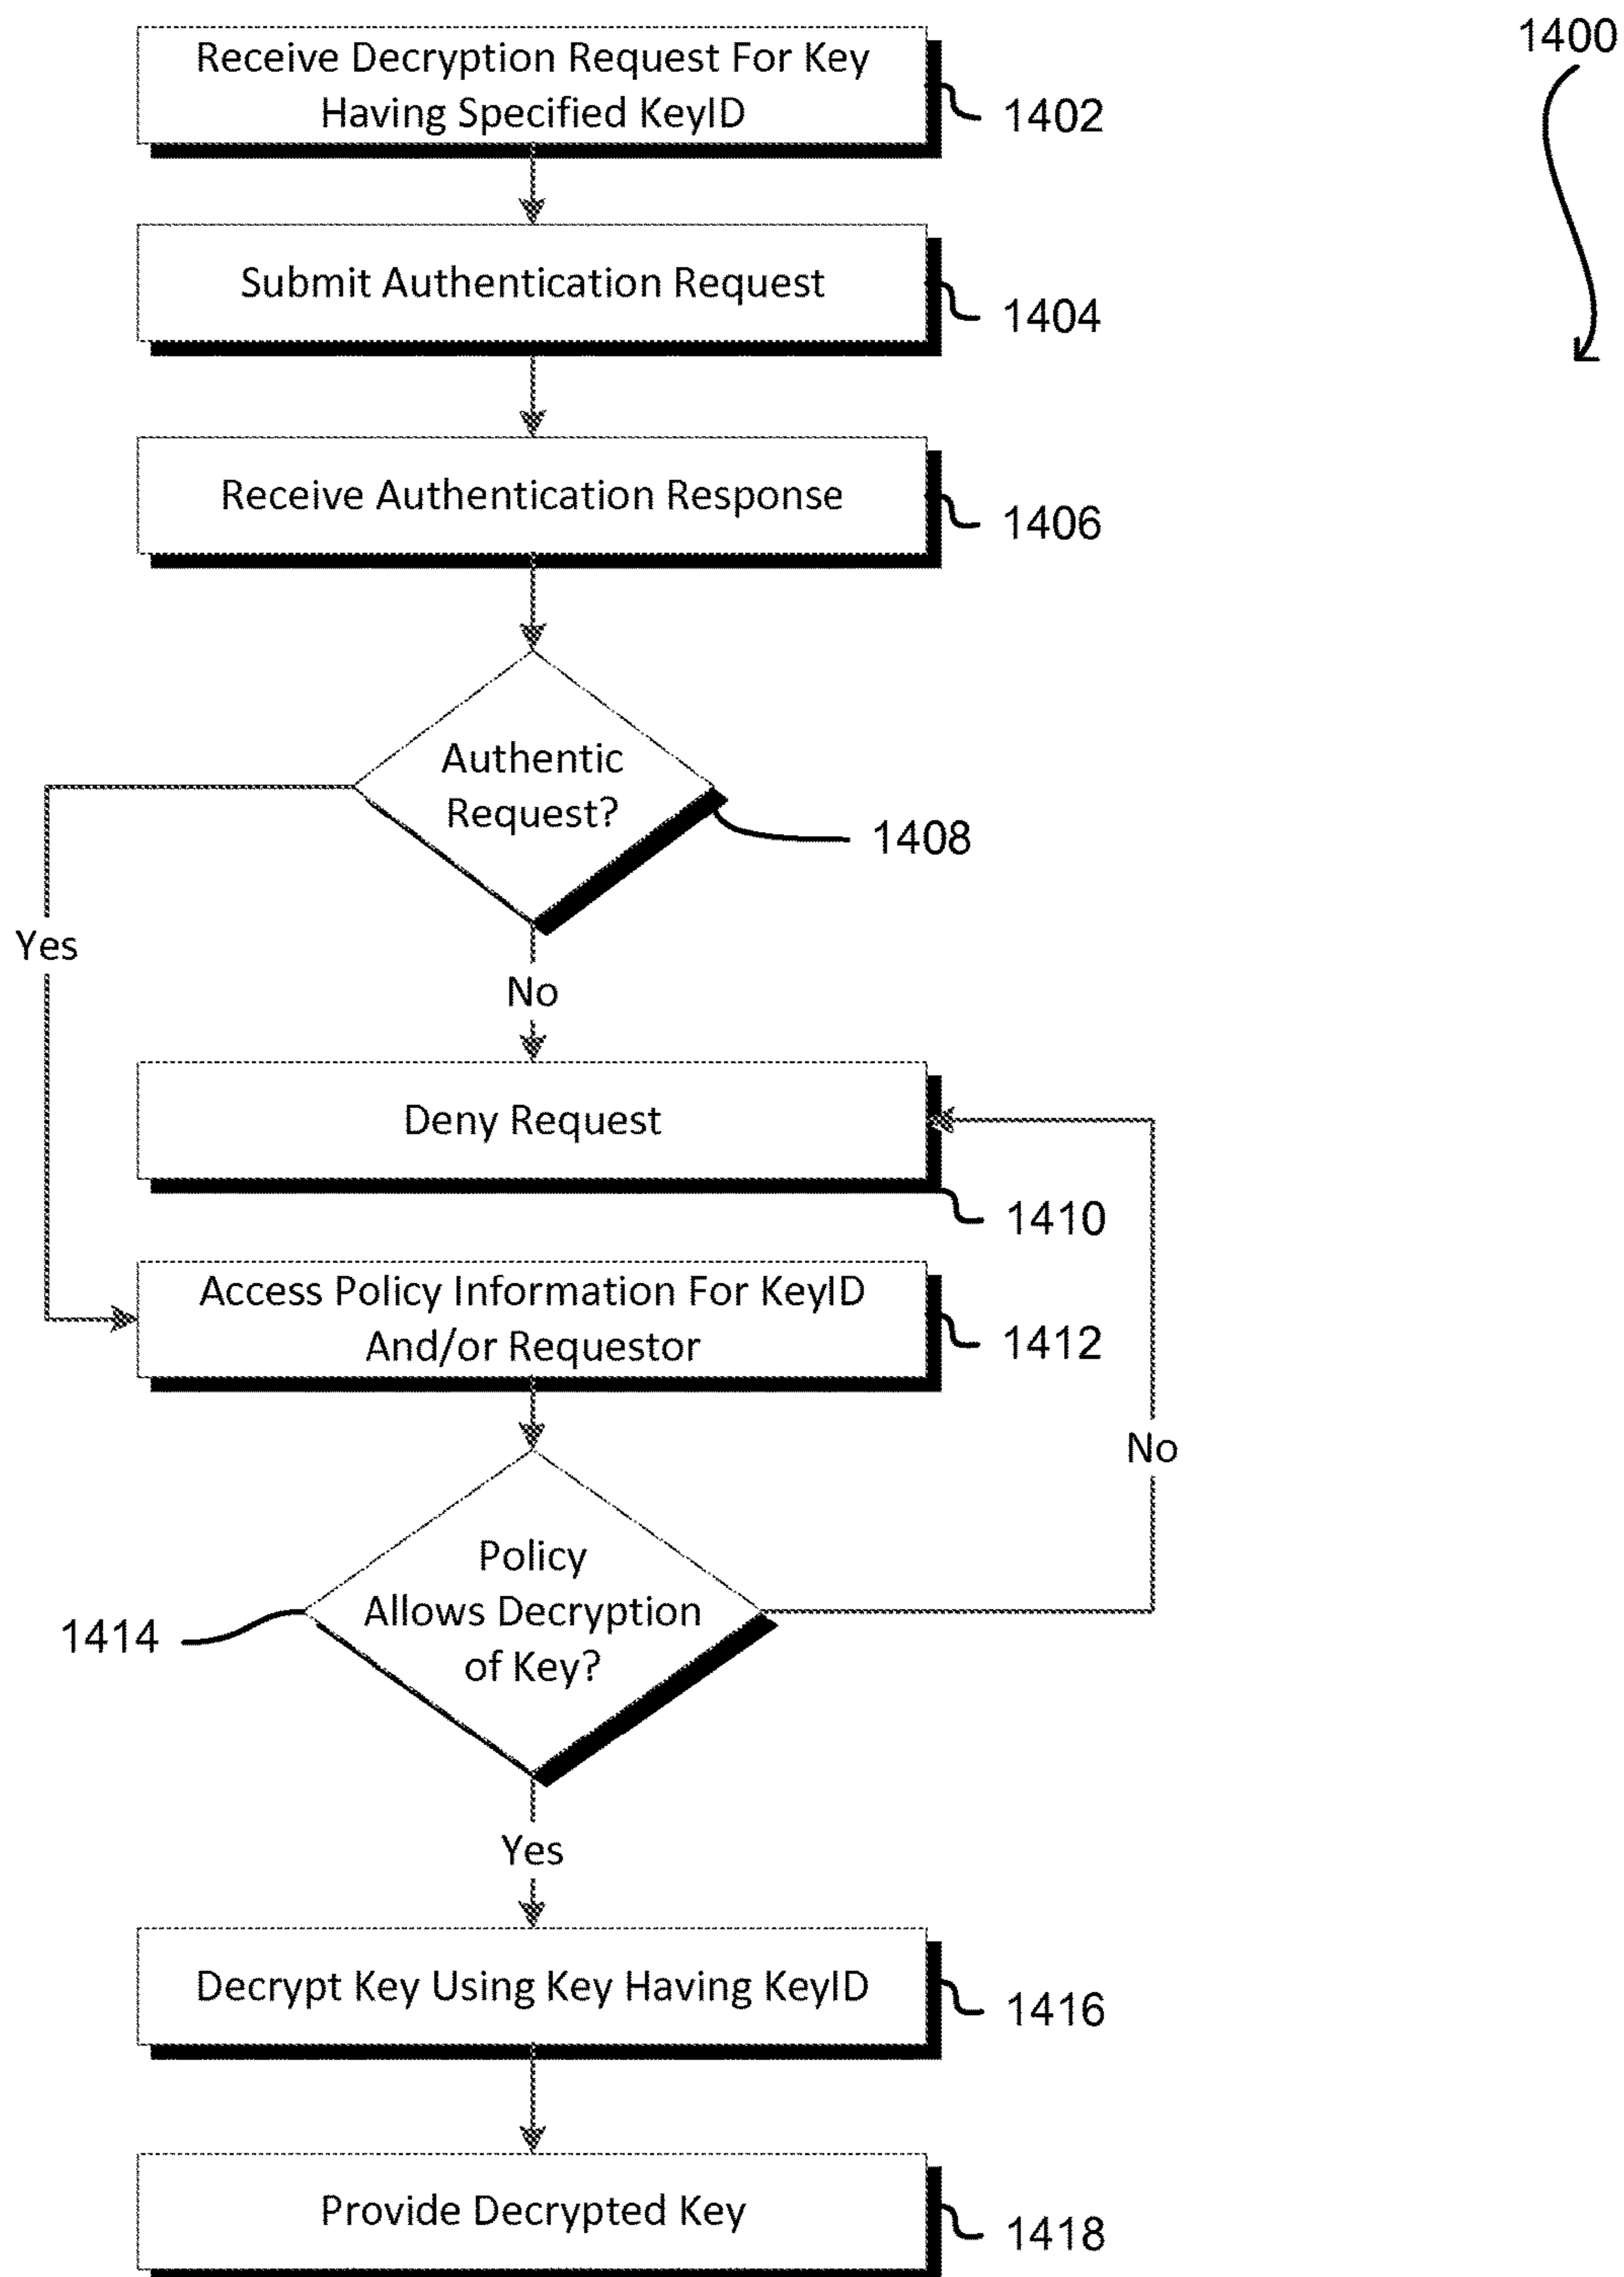 1400
Receive Decryption Request For Key
Having Specified KeyID
1402
Submit Authentication Request
1404
Receive Authentication Response
1406
Authentic
Request?
1408
Yes
No
Deny Request
1410
Access Policy Information For KeyID
And/or Requestor
1412
No
Policy
Allows Decryption
of Key?
1414
Yes
Decrypt Key Using Key Having KeyID
1416
Provide Decrypted Key
1418